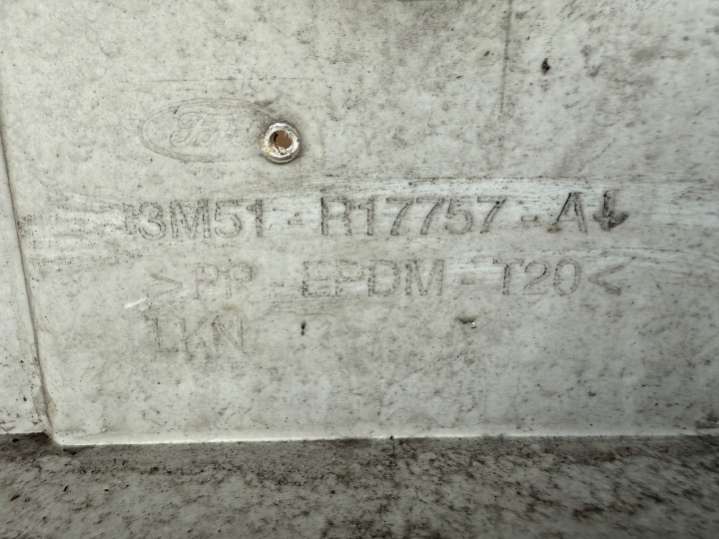 Ford
3M51 - R17757 - A
>PP - EPDM - T20<
LKN